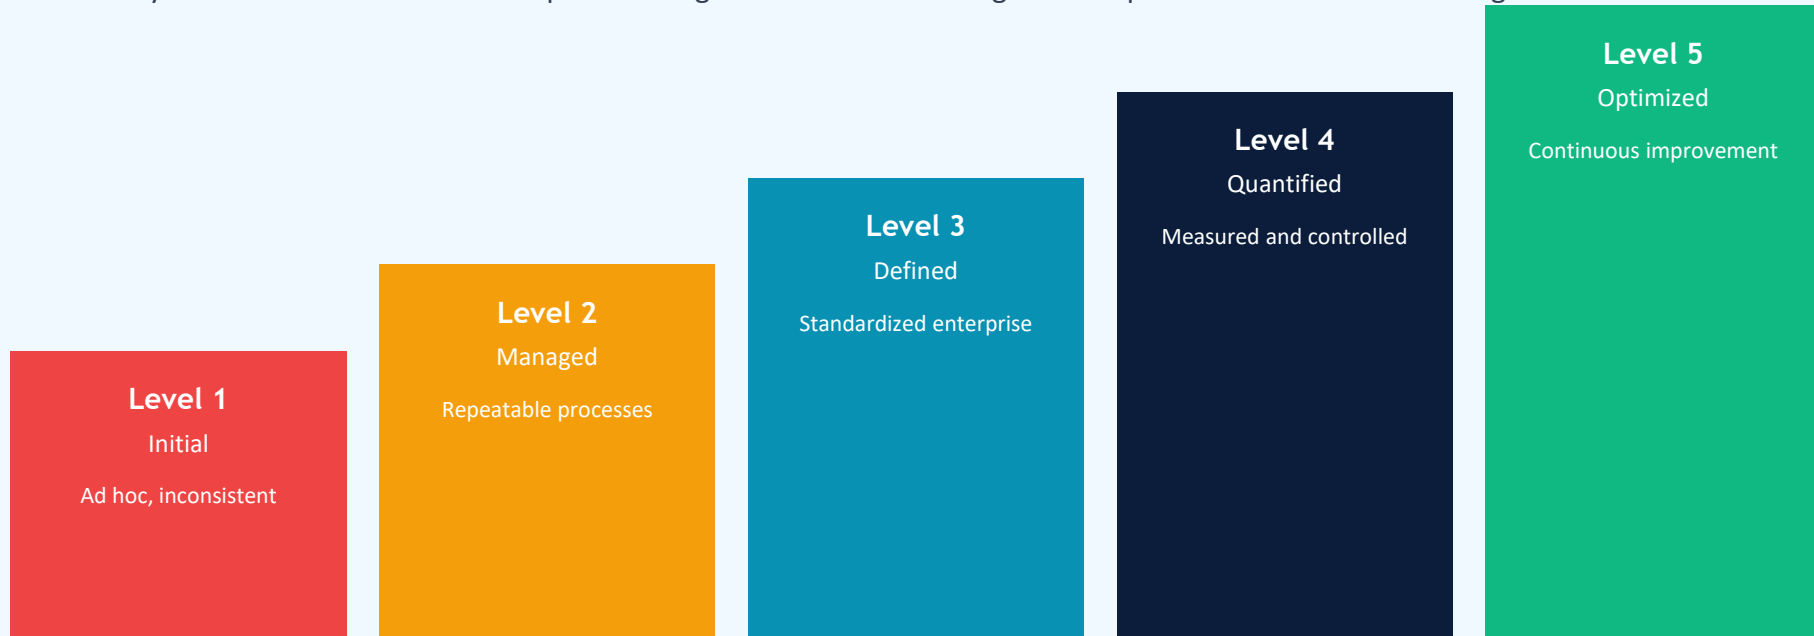 Level 1
Initial
Ad hoc, inconsistent
Level 2
Managed
Repeatable processes
Level 3
Defined
Standardized enterprise
Level 4
Quantified
Measured and controlled
Level 5
Optimized
Continuous improvement